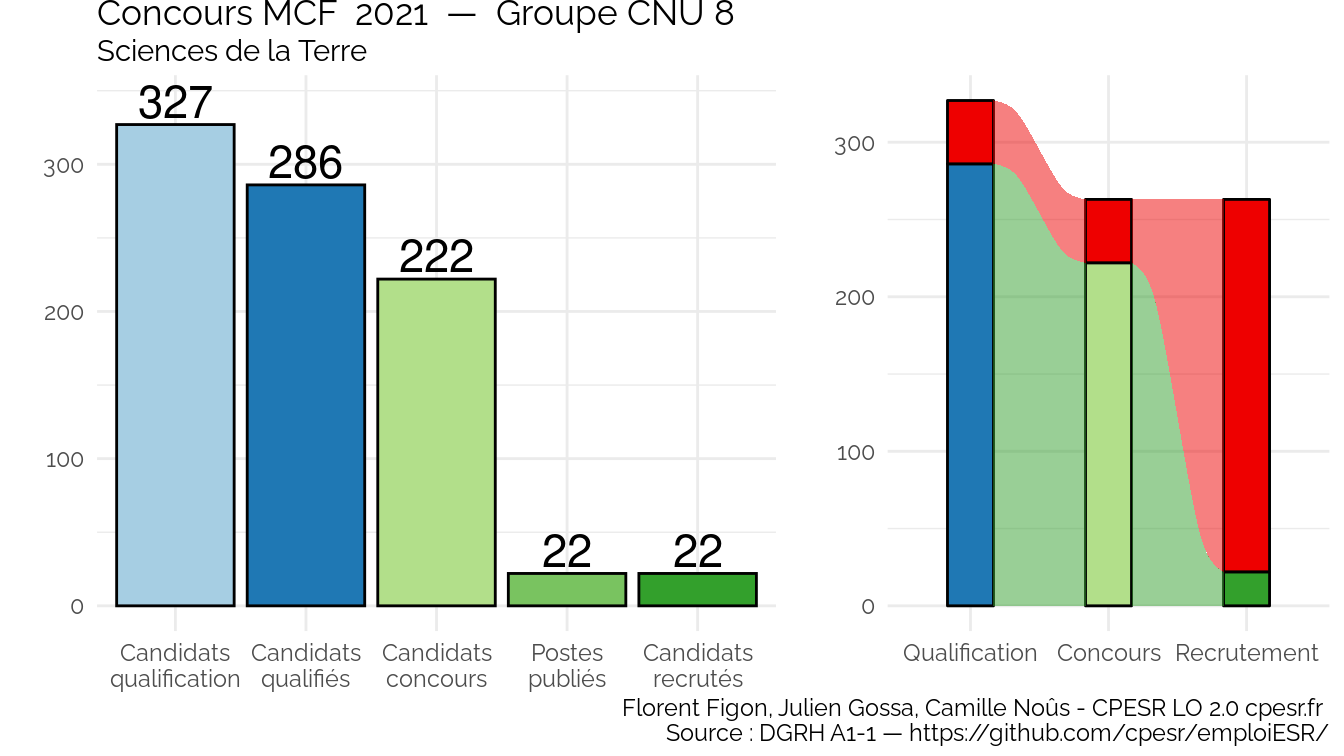 Concours MCF 2021 — Groupe CNU 8
Sciences de la Terre
327
286
222
22
22
300
200
100
0
Candidats qualification
Candidats qualifiés
Candidats concours
Postes publiés
Candidats recrutés
300
200
100
0
Qualification
Concours
Recrutement
Florent Figon, Julien Gossa, Camille Noûs - CPESR LO 2.0 cpesr.fr
Source : DGRH A1-1 — https://github.com/cpesr/emploiESR/